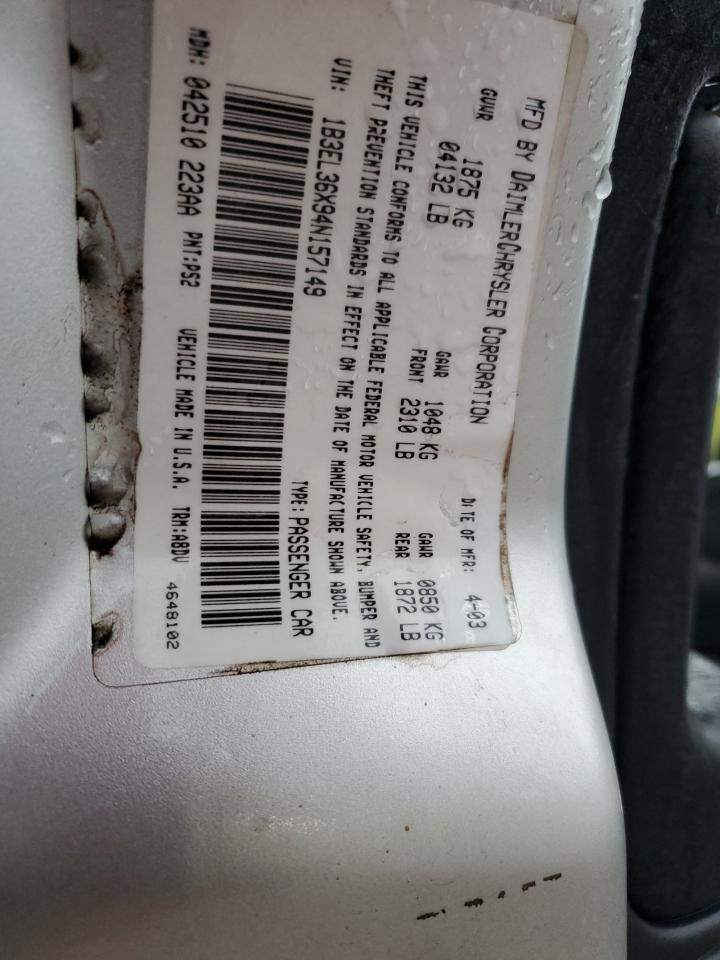 MFD BY DAIMLERCHRYSLER CORPORATION DATE OF MFR: 4-03
GVWR 1875 KG GAWR 1048 KG GAWR 0850 KG
04132 LB FRONT 2310 LB REAR 1872 LB
THIS VEHICLE CONFORMS TO ALL APPLICABLE FEDERAL MOTOR VEHICLE SAFETY, BUMPER AND
THEFT PREVENTION STANDARDS IN EFFECT ON THE DATE OF MANUFACTURE SHOWN ABOVE.
VIN: 1B3EL36X94N157149 TYPE: PASSENGER CAR
MDH: 042510 223AA PNT:PS2 VEHICLE MADE IN U.S.A. TRM:ABDV
4648102